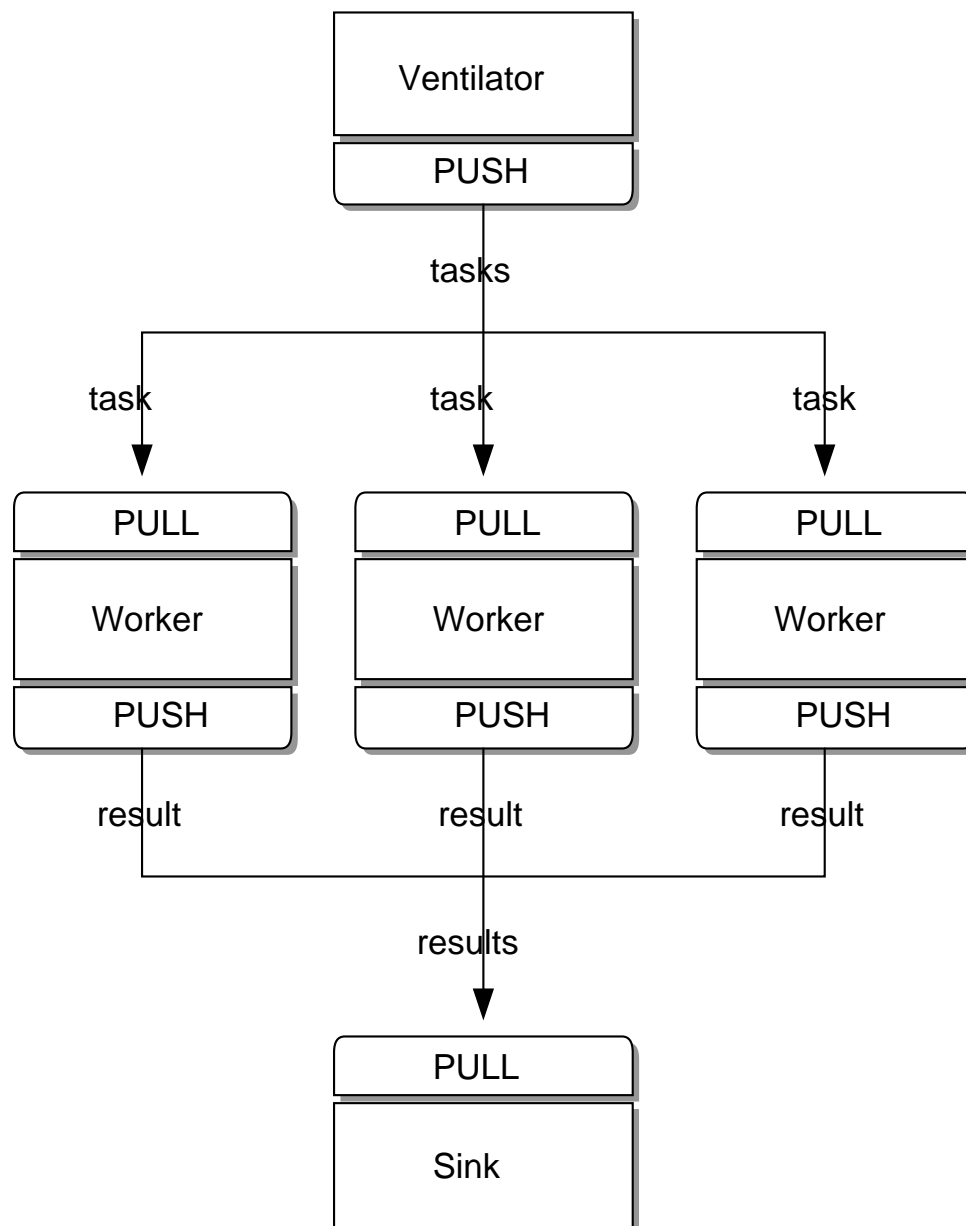 Ventilator
PUSH
tasks
task task task
PULL PULL PULL
Worker Worker Worker
PUSH PUSH PUSH
result result result
results
PULL
Sink